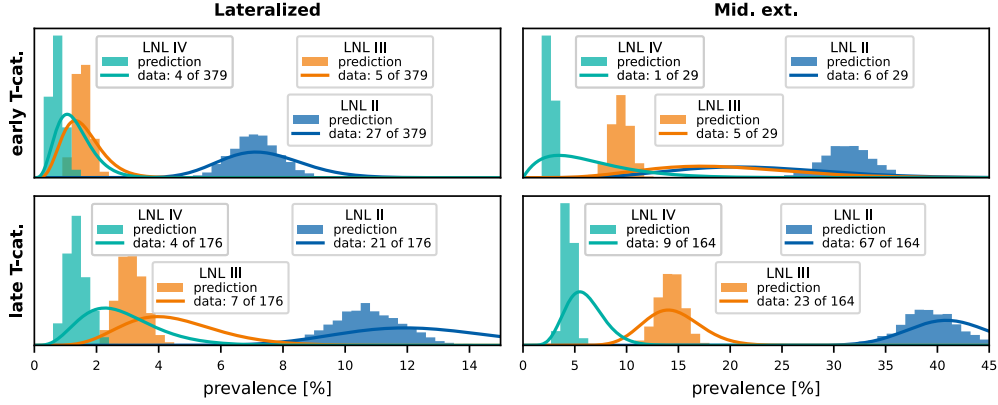 Lateralized
Mid. ext.
early T-cat.
LNL IV
prediction
data: 4 of 379
LNL III
prediction
data: 5 of 379
LNL II
prediction
data: 27 of 379
LNL IV
prediction
data: 1 of 29
LNL II
prediction
data: 6 of 29
LNL III
prediction
data: 5 of 29
late T-cat.
LNL IV
prediction
data: 4 of 176
LNL II
prediction
data: 21 of 176
LNL III
prediction
data: 7 of 176
LNL IV
prediction
data: 9 of 164
LNL II
prediction
data: 67 of 164
LNL III
prediction
data: 23 of 164
0 2 4 6 8 10 12 14
0 5 10 15 20 25 30 35 40 45
prevalence [%]
prevalence [%]